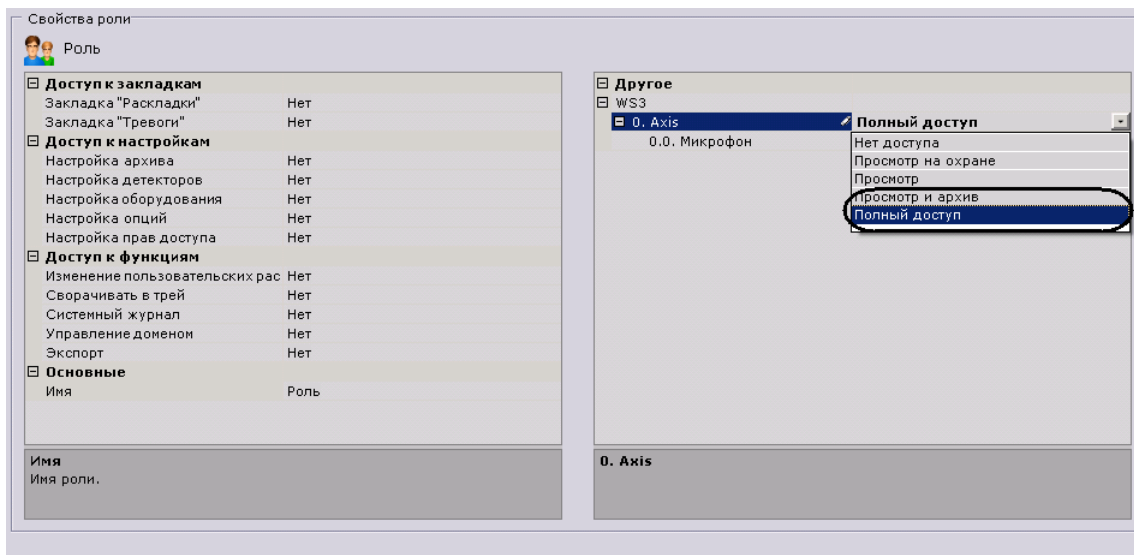 Свойства роли
Роль
Доступ к закладкам
Закладка "Раскладки" Нет
Закладка "Тревоги" Нет
Доступ к настройкам
Настройка архива Нет
Настройка детекторов Нет
Настройка оборудования Нет
Настройка опций Нет
Настройка прав доступа Нет
Доступ к функциям
Изменение пользовательских рас Нет
Сворачивать в трей Нет
Системный журнал Нет
Управление доменом Нет
Экспорт Нет
Основные
Имя Роль
Имя
Имя роли.
Другое
WS3
0. Axis Полный доступ
0.0. Микрофон
Нет доступа
Просмотр на охране
Просмотр
Просмотр и архив
Полный доступ
0. Axis